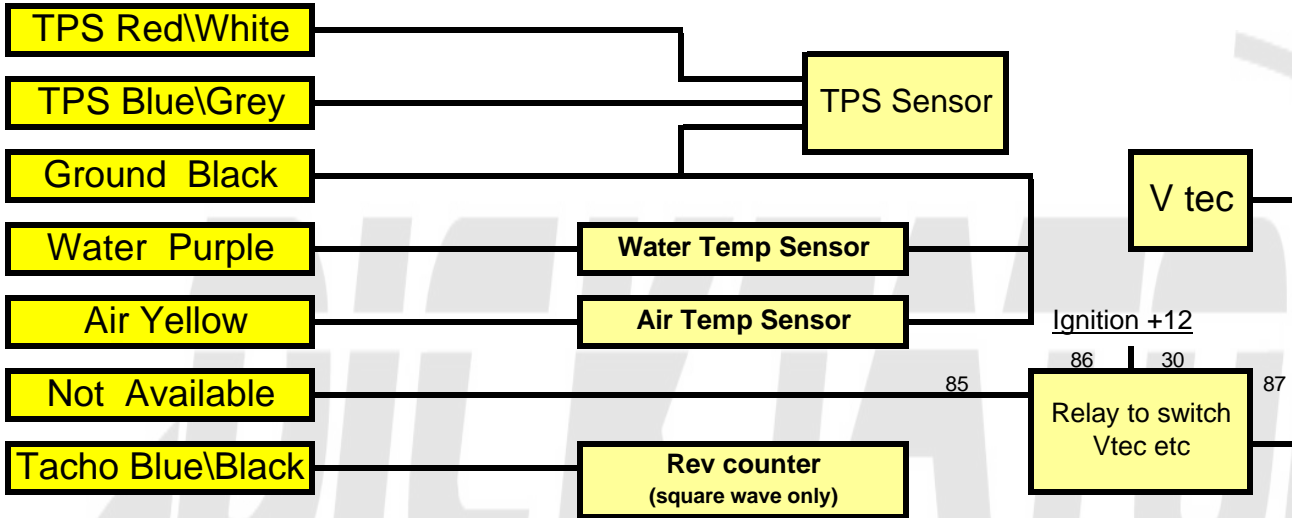 TPS Red\White
TPS Blue\Grey
TPS Sensor
Ground Black
V tec
Water Purple
Water Temp Sensor
Air Yellow
Air Temp Sensor
Ignition +12
86 30
Not Available
85
87
Relay to switch
Vtec etc
Tacho Blue\Black
Rev counter
(square wave only)